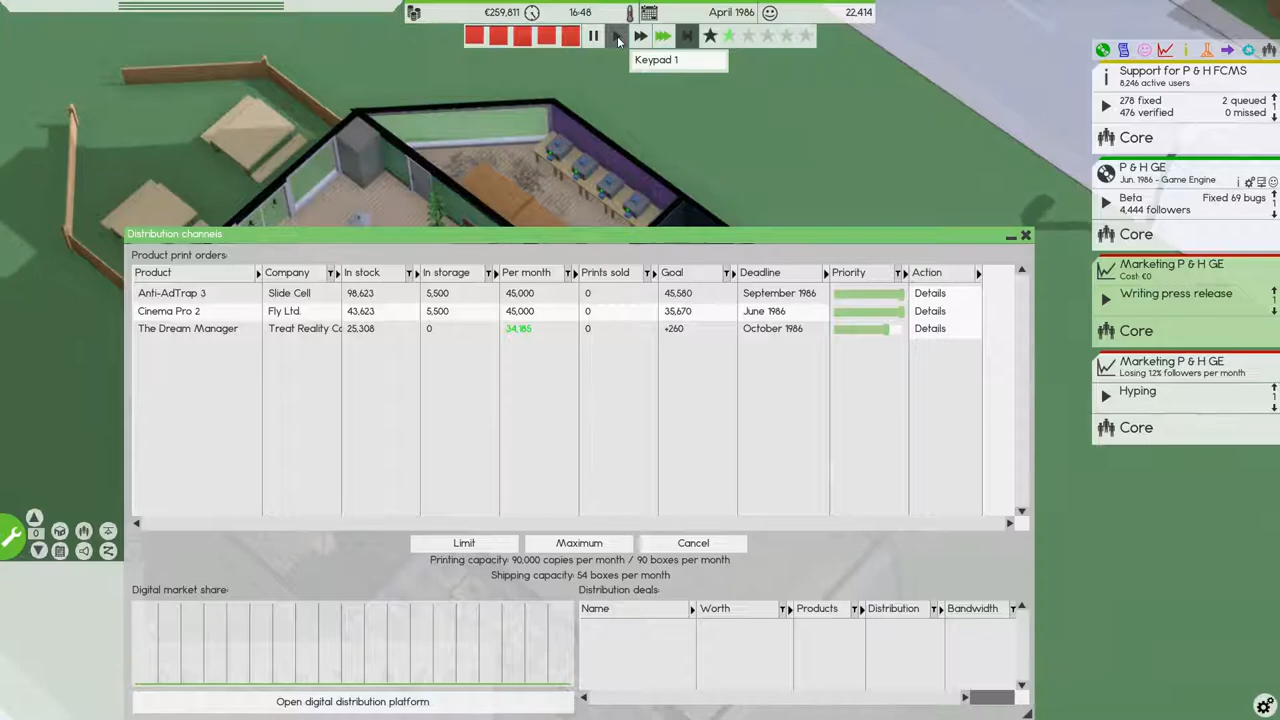 €259,811 16:48 April 1986 22,414
Keypad 1
Support for P & H FCMS
8,246 active users
278 fixed 2 queued
476 verified 0 missed
1
Core
P & H GE
Jun. 1986 - Game Engine
Beta Fixed 69 bugs
4,444 followers
1
Core
Marketing P & H GE
Cost €0
Writing press release
1
Core
Marketing P & H GE
Losing 12% followers per month
Hyping
1
Core
0
Distribution channels
Product print orders:
Product Company In stock In storage Per month Prints sold Goal Deadline Priority Action
Anti-AdTrap 3 Slide Cell 98,623 5,500 45,000 0 45,580 September 1986 Details
Cinema Pro 2 Fly Ltd. 43,623 5,500 45,000 0 35,670 June 1986 Details
The Dream Manager Treat Reality Co 25,308 0 34,185 0 +260 October 1986 Details
Limit Maximum Cancel
Printing capacity: 90,000 copies per month / 90 boxes per month
Shipping capacity: 54 boxes per month
Digital market share:
Distribution deals:
Name Worth Products Distribution Bandwidth
Open digital distribution platform